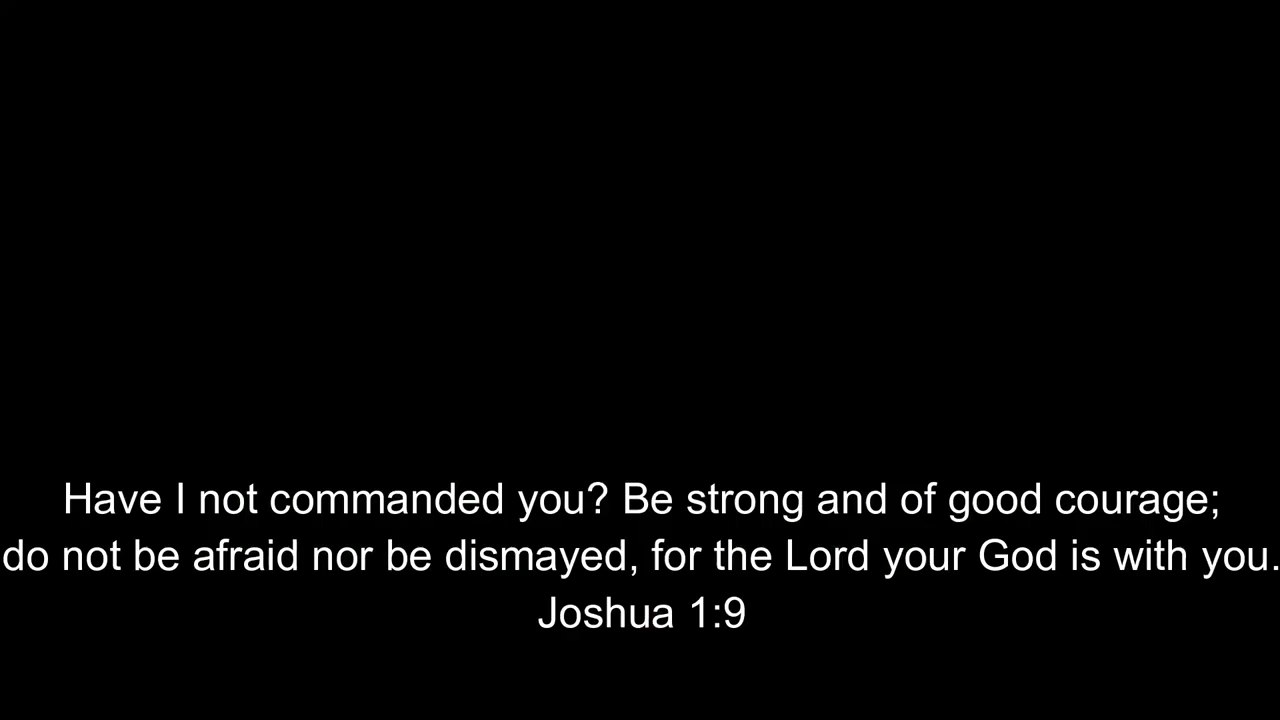 Have I not commanded you? Be strong and of good courage;
do not be afraid nor be dismayed, for the Lord your God is with you.
Joshua 1:9